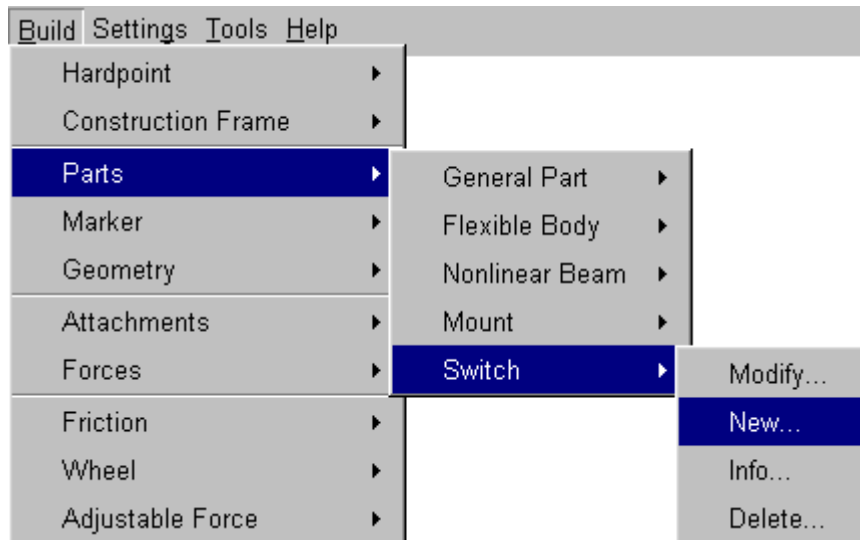 Build Settings Tools Help
Hardpoint
Construction Frame
Parts
Marker
Geometry
Attachments
Forces
Friction
Wheel
Adjustable Force
General Part
Flexible Body
Nonlinear Beam
Mount
Switch
Modify...
New...
Info...
Delete...